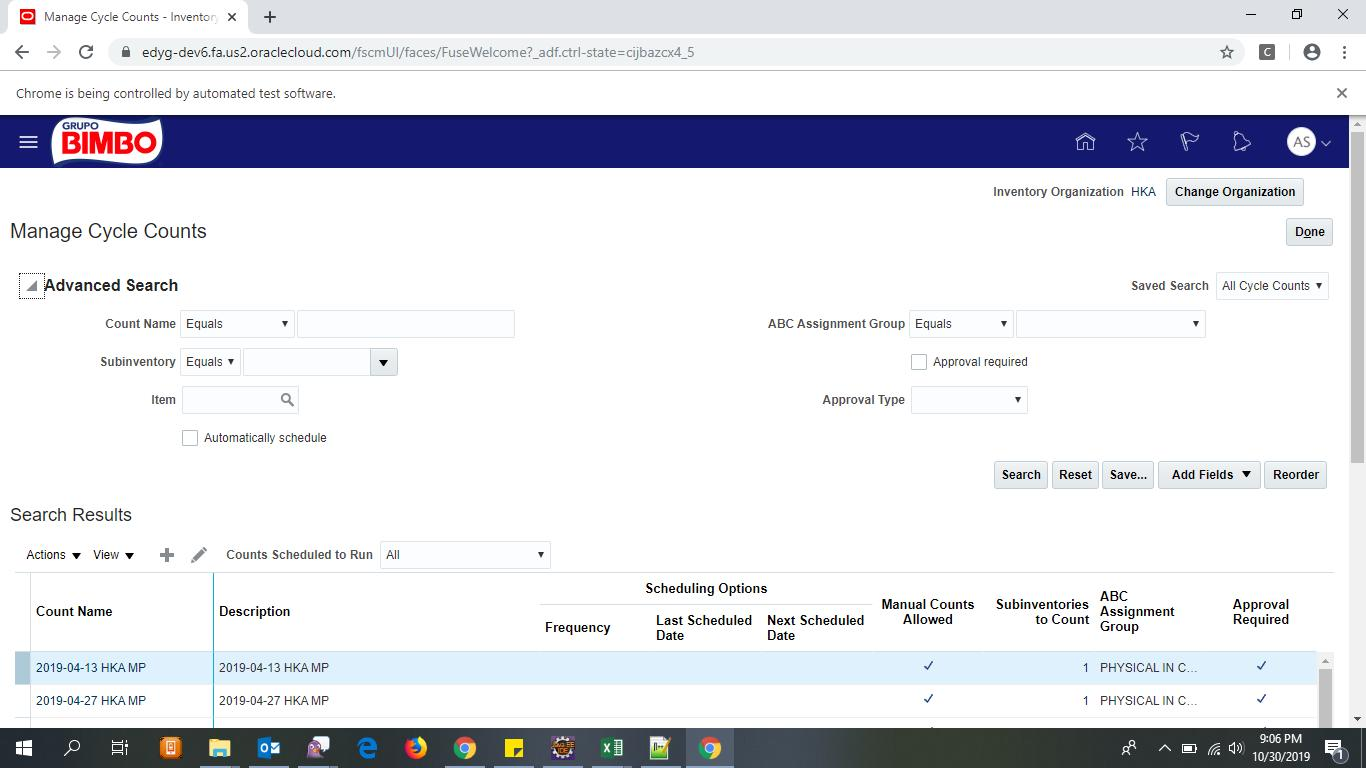 Manage Cycle Counts - Inventory
edyg-dev6.fa.us2.oraclecloud.com/fscmUI/faces/FuseWelcome?_adf.ctrl-state=cijbazcx4_5
C
Chrome is being controlled by automated test software.
GRUPO
BIMBO
AS
Inventory Organization HKA Change Organization
Manage Cycle Counts
Done
Advanced Search
Saved Search All Cycle Counts
Count Name Equals
ABC Assignment Group Equals
Subinventory Equals
Approval required
Item
Approval Type
Automatically schedule
Search Reset Save... Add Fields Reorder
Search Results
Actions View Counts Scheduled to Run All
Scheduling Options
Count Name Description Frequency Last Scheduled Date Next Scheduled Date Manual Counts Allowed Subinventories to Count ABC Assignment Group Approval Required
2019-04-13 HKA MP 2019-04-13 HKA MP 1 PHYSICAL IN C...
2019-04-27 HKA MP 2019-04-27 HKA MP 1 PHYSICAL IN C...
9:06 PM
10/30/2019
1